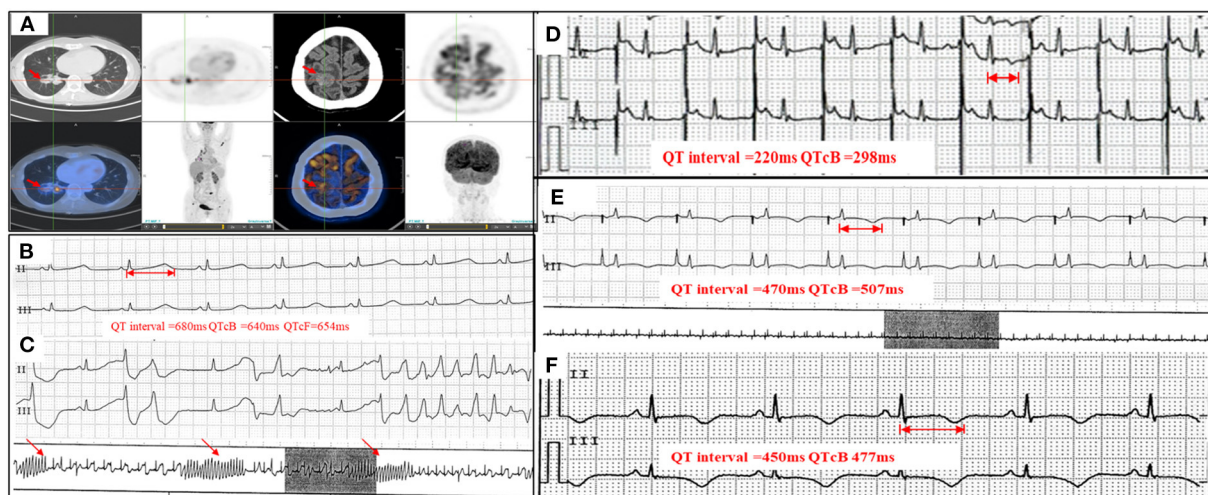 A
B
II
III
QT interval =680ms QTcB =640ms QTcF=654ms
C
II
III
D
III
QT interval =220ms QTcB =298ms
E
II
III
QT interval =470ms QTcB =507ms
F
II
III
QT interval =450ms QTcB 477ms